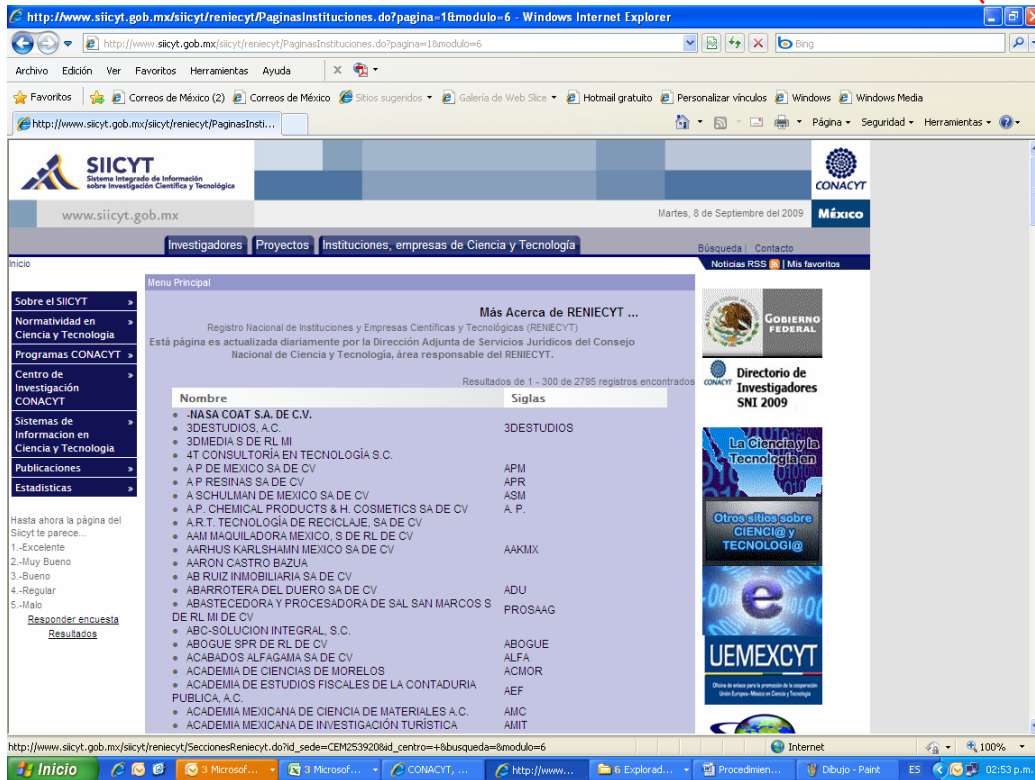 http://www.siicyt.gob.mx/siicyt/reniecyt/PaginasInstituciones.do?pagina=1&modulo=6 - Windows Internet Explorer
http://www.siicyt.gob.mx/siicyt/reniecyt/PaginasInstituciones.do?pagina=1&modulo=6
Bing
Archivo Edición Ver Favoritos Herramientas Ayuda
Favoritos Correos de México (2) Correos de México Sitios sugeridos Galería de Web Slice Hotmail gratuito Personalizar vínculos Windows Windows Media
http://www.siicyt.gob.mx/siicyt/reniecyt/PaginasInsti...
Página Seguridad Herramientas
SIICYT
Sistema Integrado de Información
sobre Investigación Científica y Tecnológica
CONACYT
www.siicyt.gob.mx
Martes, 8 de Septiembre del 2009
México
Investigadores Proyectos Instituciones, empresas de Ciencia y Tecnología
Búsqueda | Contacto
Inicio
Noticias RSS | Mis favoritos
Menu Principal
Sobre el SIICYT »
Normatividad en »
Ciencia y Tecnologia
Programas CONACYT »
Centro de »
Investigación
CONACYT
Sistemas de »
Informacion en
Ciencia y Tecnologia
Publicaciones »
Estadisticas »
Hasta ahora la página del
Siicyt te parece...
1.-Excelente
2.-Muy Bueno
3.-Bueno
4.-Regular
5.-Malo
Responder encuesta
Resultados
Más Acerca de RENIECYT ...
Registro Nacional de Instituciones y Empresas Científicas y Tecnológicas (RENIECYT)
Está página es actualizada diariamente por la Dirección Adjunta de Servicios Jurídicos del Consejo
Nacional de Ciencia y Tecnología, área responsable del RENIECYT.
Resultados de 1 - 300 de 2795 registros encontrados
Nombre Siglas
-NASA COAT S.A. DE C.V.
3DESTUDIOS, A.C. 3DESTUDIOS
3DMEDIA S DE RL MI
4T CONSULTORÍA EN TECNOLOGÍA S.C.
A P DE MEXICO SA DE CV APM
A P RESINAS SA DE CV APR
A SCHULMAN DE MEXICO SA DE CV ASM
A.P. CHEMICAL PRODUCTS & H. COSMETICS SA DE CV A. P.
A.R.T. TECNOLOGÍA DE RECICLAJE, SA DE CV
AAM MAQUILADORA MEXICO, S DE RL DE CV
AARHUS KARLSHAMN MEXICO SA DE CV AAKMX
AARON CASTRO BAZUA
AB RUIZ INMOBILIARIA SA DE CV
ABARROTERA DEL DUERO SA DE CV ADU
ABASTECEDORA Y PROCESADORA DE SAL SAN MARCOS S
DE RL MI DE CV PROSAAG
ABC-SOLUCION INTEGRAL, S.C.
ABOGUE SPR DE RL DE CV ABOGUE
ACABADOS ALFAGAMA SA DE CV ALFA
ACADEMIA DE CIENCIAS DE MORELOS ACMOR
ACADEMIA DE ESTUDIOS FISCALES DE LA CONTADURIA
PUBLICA, A.C. AEF
ACADEMIA MEXICANA DE CIENCIA DE MATERIALES A.C. AMC
ACADEMIA MEXICANA DE INVESTIGACIÓN TURÍSTICA AMIT
GOBIERNO
FEDERAL
CONACYT
Directorio de
Investigadores
SNI 2009
La Ciencia y la
Tecnologia en
Otros sitios sobre
CIENCI@ y
TECNOLOGI@
e
UEMEXCYT
Oficina de enlace para la promoción de la cooperación
Unión Europea-México en Ciencia y Tecnología
http://www.siicyt.gob.mx/siicyt/reniecyt/SeccionesReniecyt.do?id_sede=CEM253920&id_centro=+&busqueda=&modulo=6
Internet
100%
Inicio
3 Microsof...
3 Microsof...
CONACYT, ...
http://www...
6 Explorad...
Procedimien...
Dibujo - Paint
ES
02:53 p.m.